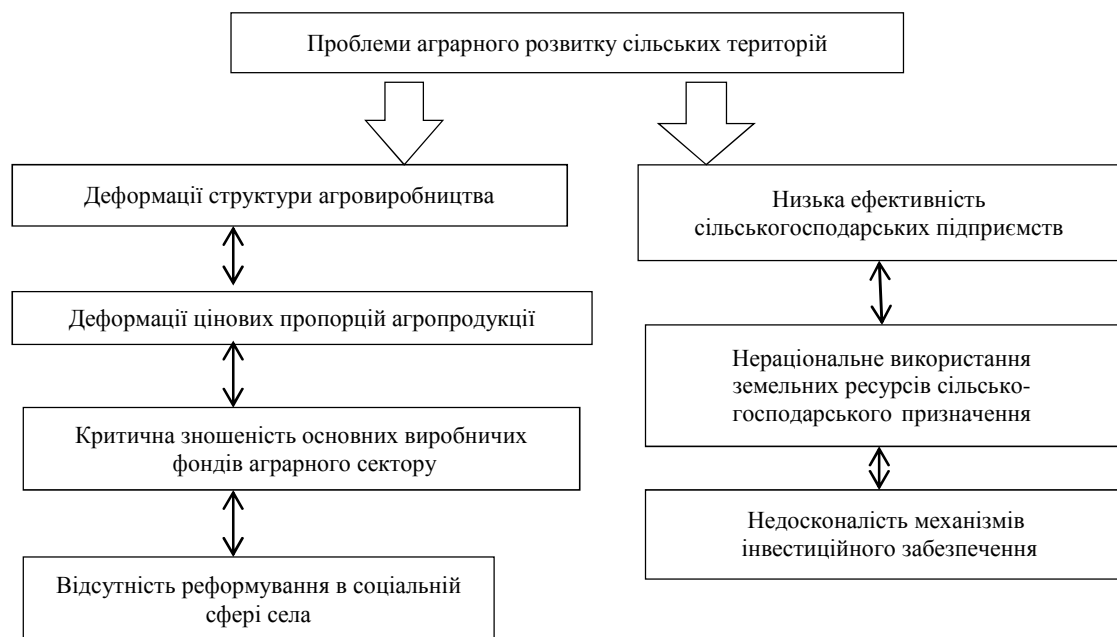 Проблеми аграрного розвитку сільських територій
Деформації структури агровиробництва
Деформації цінових пропорцій агропродукції
Критична зношеність основних виробничих
фондів аграрного сектору
Відсутність реформування в соціальній
сфері села
Низька ефективність
сільськогосподарських підприємств
Нераціональне використання
земельних ресурсів сільсько-
господарського призначення
Недосконалість механізмів
інвестиційного забезпечення